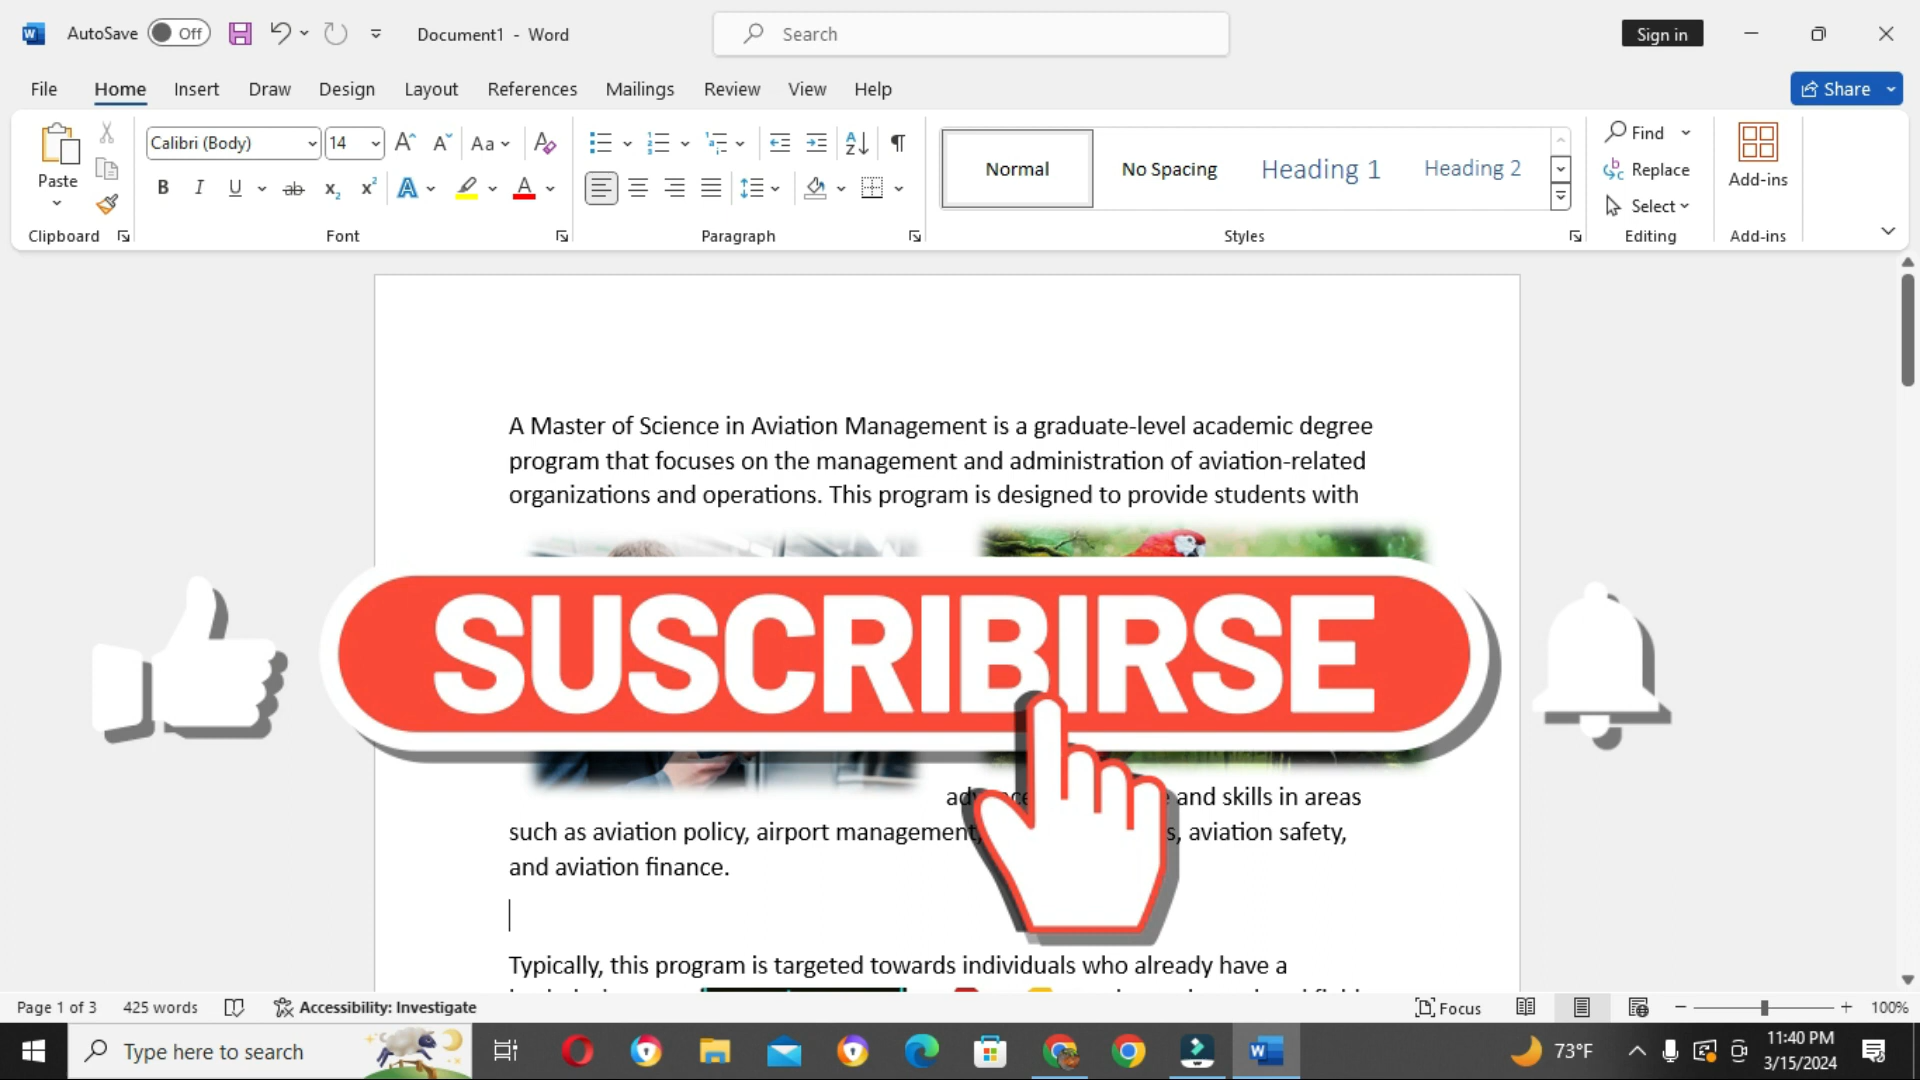 AutoSave Off Document1 - Word Search Sign in
File Home Insert Draw Design Layout References Mailings Review View Help Share
Calibri (Body) 14 Aa Normal No Spacing Heading 1 Heading 2 Find
Paste Replace Add-ins
B I U ab x₂ x² A A Select
Clipboard Font Paragraph Styles Editing Add-ins
A Master of Science in Aviation Management is a graduate-level academic degree
program that focuses on the management and administration of aviation-related
organizations and operations. This program is designed to provide students with
SUSCRIBIRSE
and skills in areas
such as aviation policy, airport management, aviation safety,
and aviation finance.
Typically, this program is targeted towards individuals who already have a
Page 1 of 3 425 words Accessibility: Investigate Focus 100%
Type here to search 73°F 11:40 PM
3/15/2024